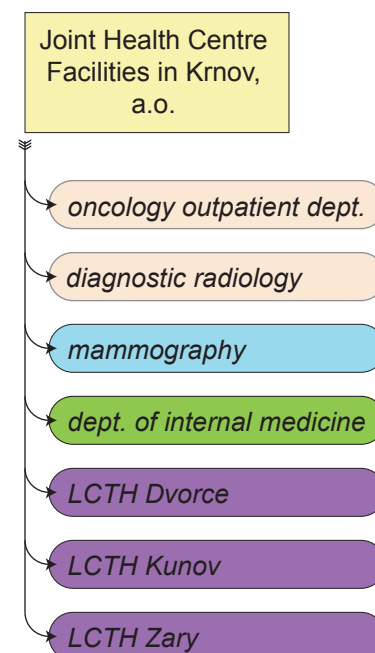 Joint Health Centre
Facilities in Krnov,
a.o.
oncology outpatient dept.
diagnostic radiology
mammography
dept. of internal medicine
LCTH Dvorce
LCTH Kunov
LCTH Zary